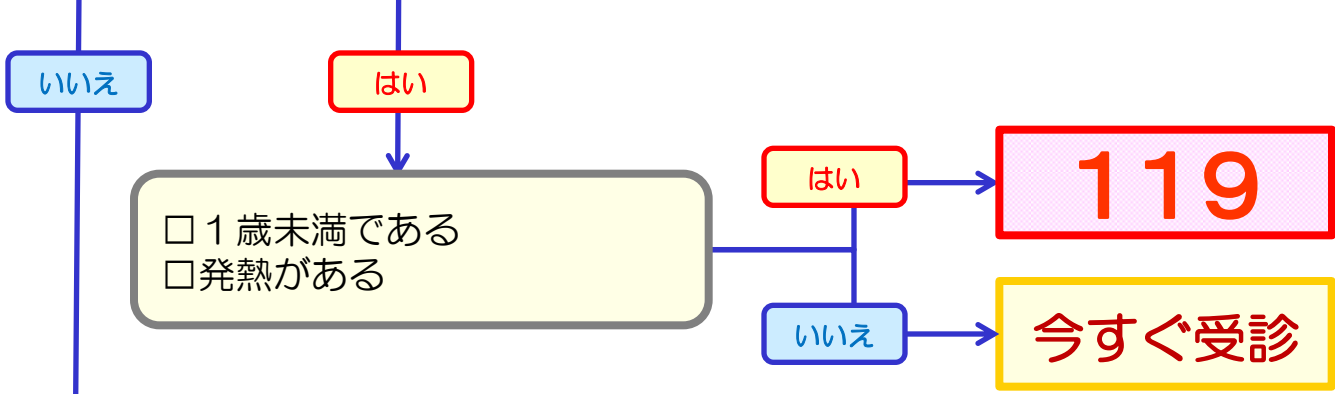 いいえ
はい
□１歳未満である
□発熱がある
はい
119
いいえ
今すぐ受診